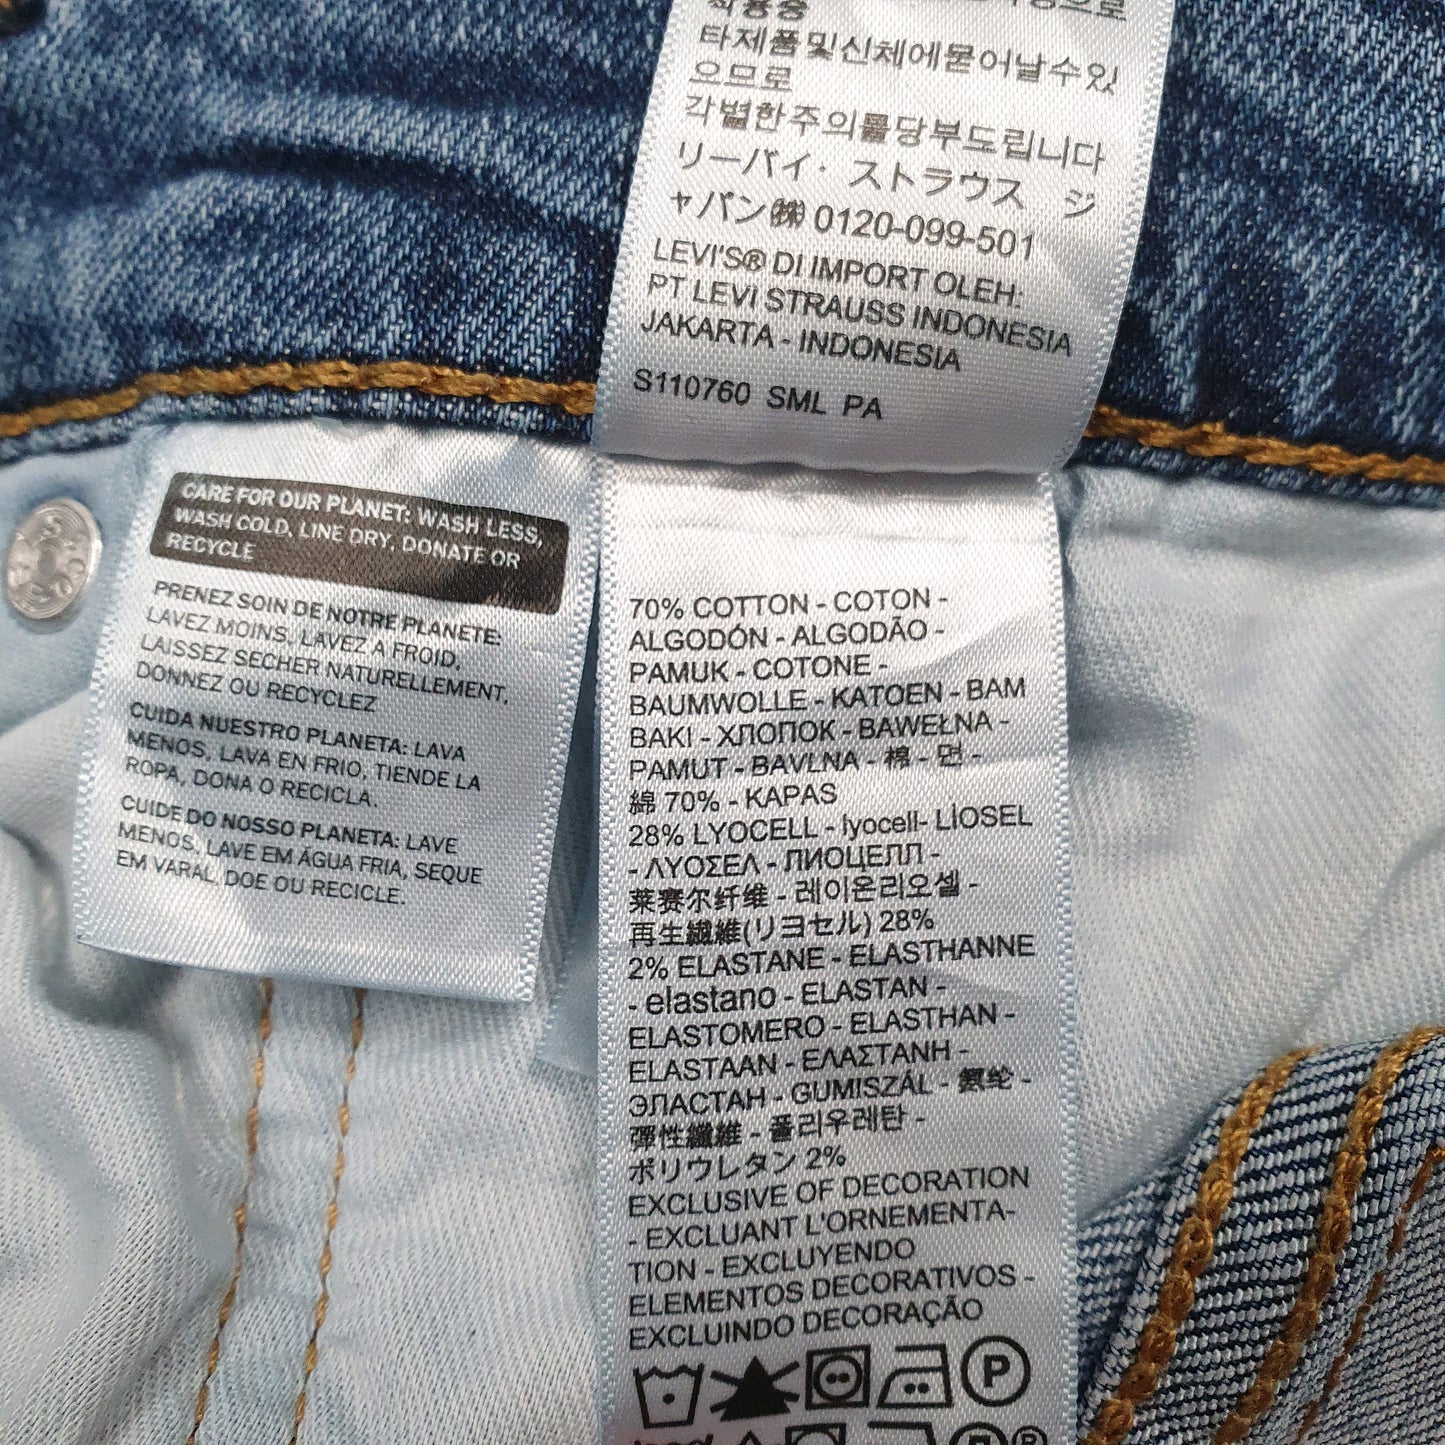 착용중
타제품및신체에묻어날수있
으므로
각별한주의를당부드립니다
リーバイ・ストラウス ジ
ャパン㈱ 0120-099-501
LEVI'S® DI IMPORT OLEH:
PT LEVI STRAUSS INDONESIA
JAKARTA - INDONESIA
S110760 SML PA
CARE FOR OUR PLANET: WASH LESS,
WASH COLD, LINE DRY, DONATE OR
RECYCLE
PRENEZ SOIN DE NOTRE PLANETE:
LAVEZ MOINS, LAVEZ A FROID,
LAISSEZ SECHER NATURELLEMENT,
DONNEZ OU RECYCLEZ
CUIDA NUESTRO PLANETA: LAVA
MENOS, LAVA EN FRIO, TIENDE LA
ROPA, DONA O RECICLA.
CUIDE DO NOSSO PLANETA: LAVE
MENOS, LAVE EM ÁGUA FRIA, SEQUE
EM VARAL, DOE OU RECICLE.
70% COTTON - COTON -
ALGODÓN - ALGODÃO -
PAMUK - COTONE -
BAUMWOLLE - KATOEN - BAM
BAKI - ХЛОПОК - BAWEŁNA -
PAMUT - BAVLNA - 棉 - 면 -
綿 70% - KAPAS
28% LYOCELL - lyocell- LİOSEL
- ΛΥΟΣΕΛ - ЛИОЦЕЛЛ -
莱赛尔纤维 - 레이온리오셀 -
再生繊維(リヨセル) 28%
2% ELASTANE - ELASTHANNE
- elastano - ELASTAN -
ELASTOMERO - ELASTHAN -
ELASTAAN - ΕΛΑΣΤΑΝΗ -
ЭЛАСТАН - GUMISZÁL - 氨纶 -
彈性纖維 - 폴리우레탄 -
ポリウレタン 2%
EXCLUSIVE OF DECORATION
- EXCLUANT L'ORNEMENTA-
TION - EXCLUYENDO
ELEMENTOS DECORATIVOS -
EXCLUINDO DECORAÇÃO
P